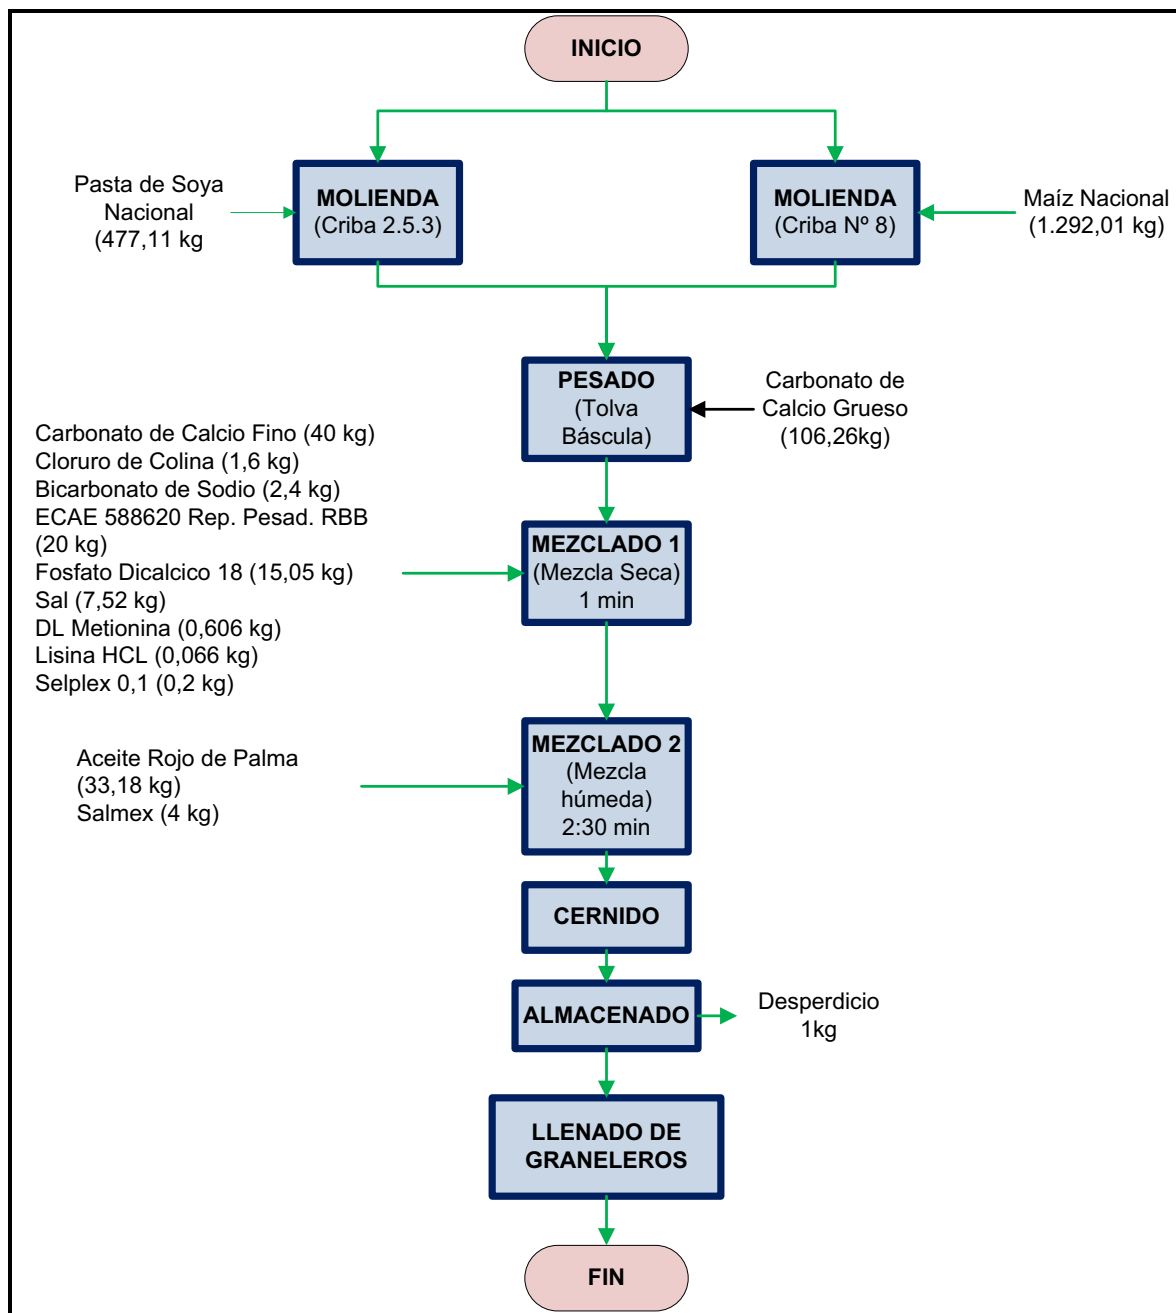 INICIO
Pasta de Soya
Nacional
(477,11 kg
MOLIENDA
(Criba 2.5.3)
MOLIENDA
(Criba Nº 8)
Maíz Nacional
(1.292,01 kg)
PESADO
(Tolva
Báscula)
Carbonato de
Calcio Grueso
(106,26kg)
Carbonato de Calcio Fino (40 kg)
Cloruro de Colina (1,6 kg)
Bicarbonato de Sodio (2,4 kg)
ECAE 588620 Rep. Pesad. RBB
(20 kg)
Fosfato Dicalcico 18 (15,05 kg)
Sal (7,52 kg)
DL Metionina (0,606 kg)
Lisina HCL (0,066 kg)
Selplex 0,1 (0,2 kg)
MEZCLADO 1
(Mezcla Seca)
1 min
Aceite Rojo de Palma
(33,18 kg)
Salmex (4 kg)
MEZCLADO 2
(Mezcla
húmeda)
2:30 min
CERNIDO
ALMACENADO
Desperdicio
1kg
LLENADO DE
GRANELEROS
FIN